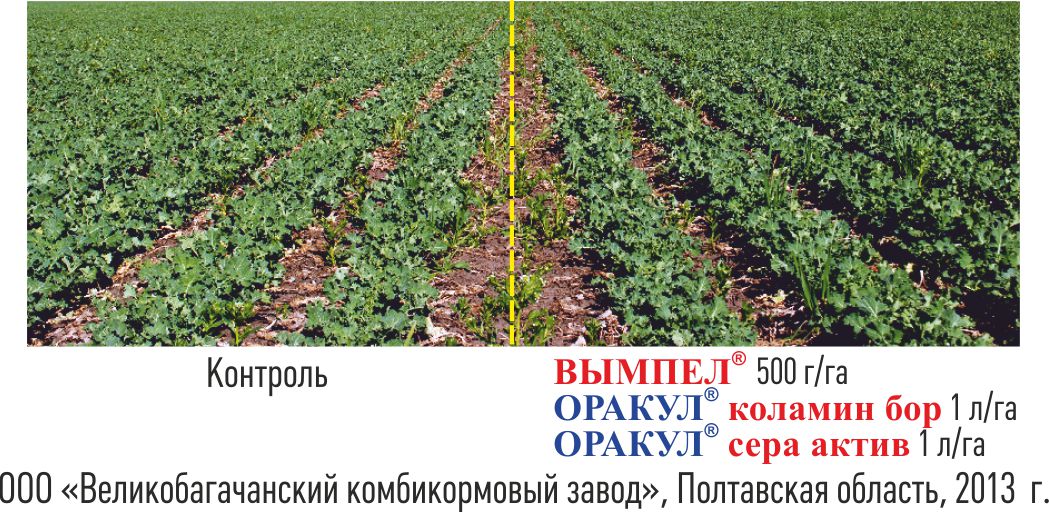 Контроль
ВЫМПЕЛ® 500 г/га
ОРАКУЛ® коламин бор 1 л/га
ОРАКУЛ® сера актив 1 л/га
ООО «Великобагачанский комбикормовый завод», Полтавская область, 2013 г.